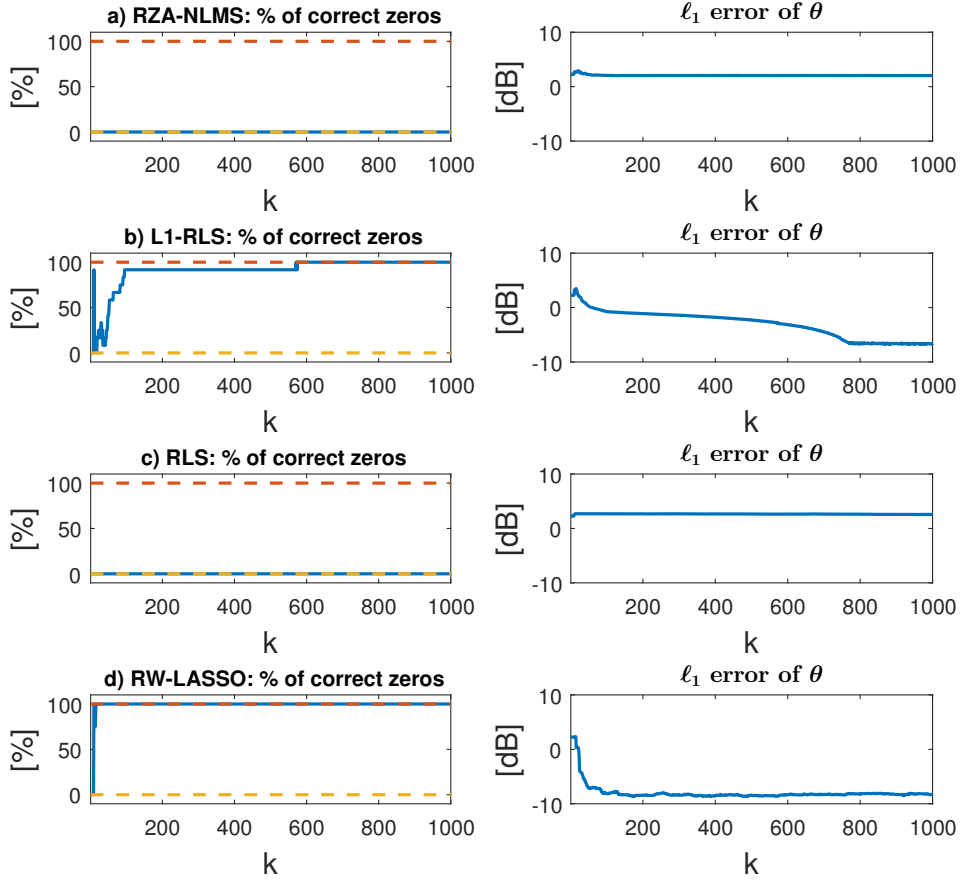 a) RZA-NLMS: % of correct zeros
ℓ₁ error of θ
100
50
0
[%]
200 400 600 800 1000
k
10
0
-10
[dB]
200 400 600 800 1000
k
b) L1-RLS: % of correct zeros
ℓ₁ error of θ
100
50
0
[%]
200 400 600 800 1000
k
10
0
-10
[dB]
200 400 600 800 1000
k
c) RLS: % of correct zeros
ℓ₁ error of θ
100
50
0
[%]
200 400 600 800 1000
k
10
0
-10
[dB]
200 400 600 800 1000
k
d) RW-LASSO: % of correct zeros
ℓ₁ error of θ
100
50
0
[%]
200 400 600 800 1000
k
10
0
-10
[dB]
200 400 600 800 1000
k